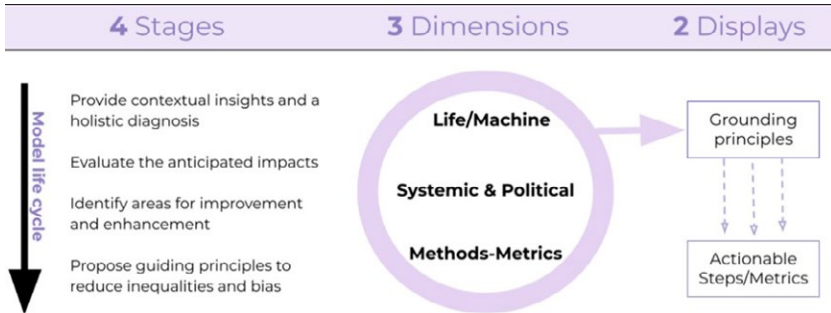 4 Stages
3 Dimensions
2 Displays
Model life cycle
Provide contextual insights and a
holistic diagnosis
Evaluate the anticipated impacts
Identify areas for improvement
and enhancement
Propose guiding principles to
reduce inequalities and bias
Life/Machine
Systemic & Political
Methods-Metrics
Grounding
principles
Actionable
Steps/Metrics